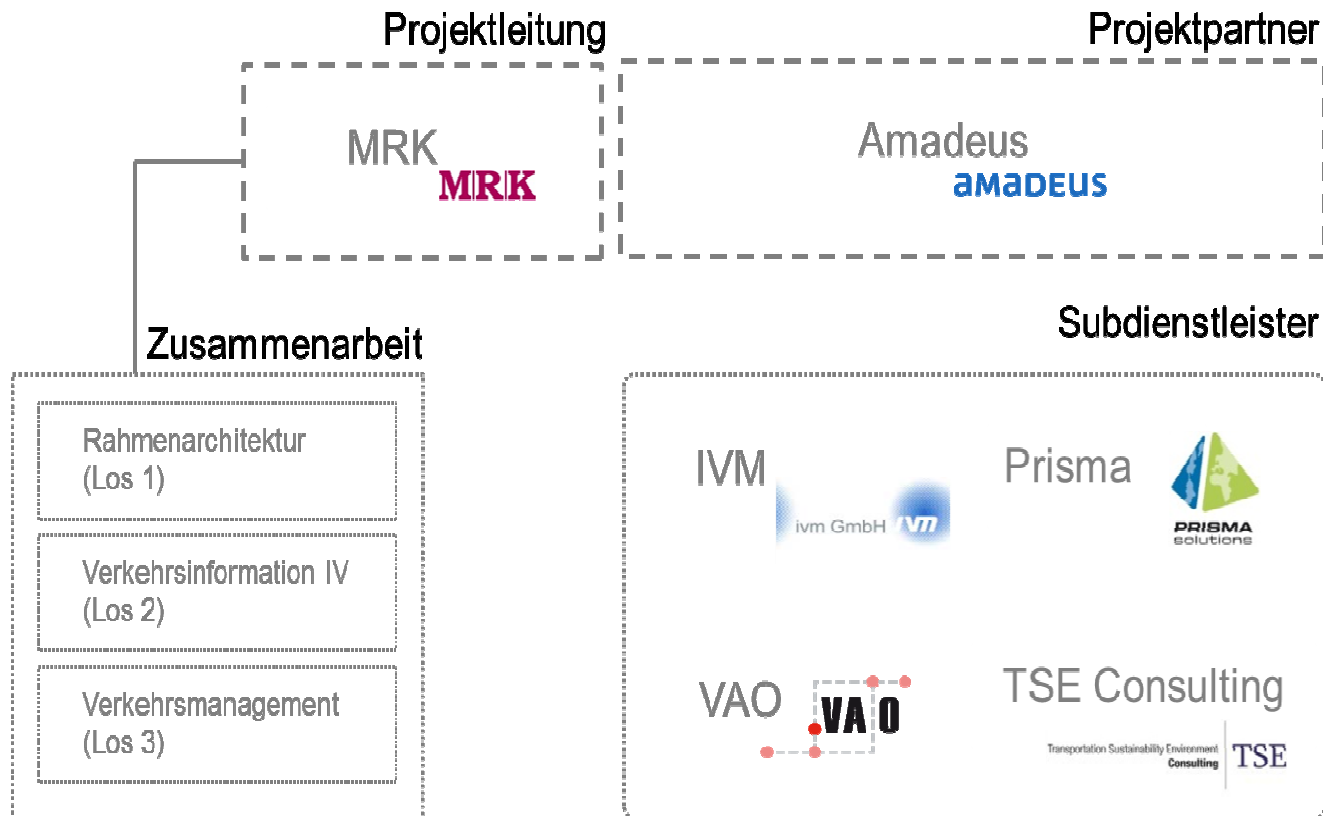 Projektleitung
Projektpartner
MRK
MRK
Amadeus
aMaDEUS
Zusammenarbeit
Subdienstleister
Rahmenarchitektur
(Los 1)
Verkehrsinformation IV
(Los 2)
Verkehrsmanagement
(Los 3)
IVM
ivm GmbH ivm
Prisma
PRISMA
solutions
VAO
VAO
TSE Consulting
Transportation Sustainability Environment
Consulting
TSE